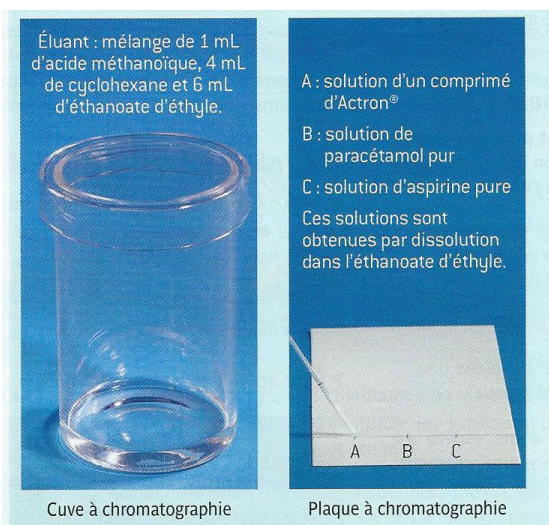 Éluant : mélange de 1 mL
d'acide méthanoïque, 4 mL
de cyclohexane et 6 mL
d'éthanoate d'éthyle.
Cuve à chromatographie
A : solution d'un comprimé
d'Actron®
B : solution de
paracétamol pur
C : solution d'aspirine pure
Ces solutions sont
obtenues par dissolution
dans l'éthanoate d'éthyle.
A B C
Plaque à chromatographie